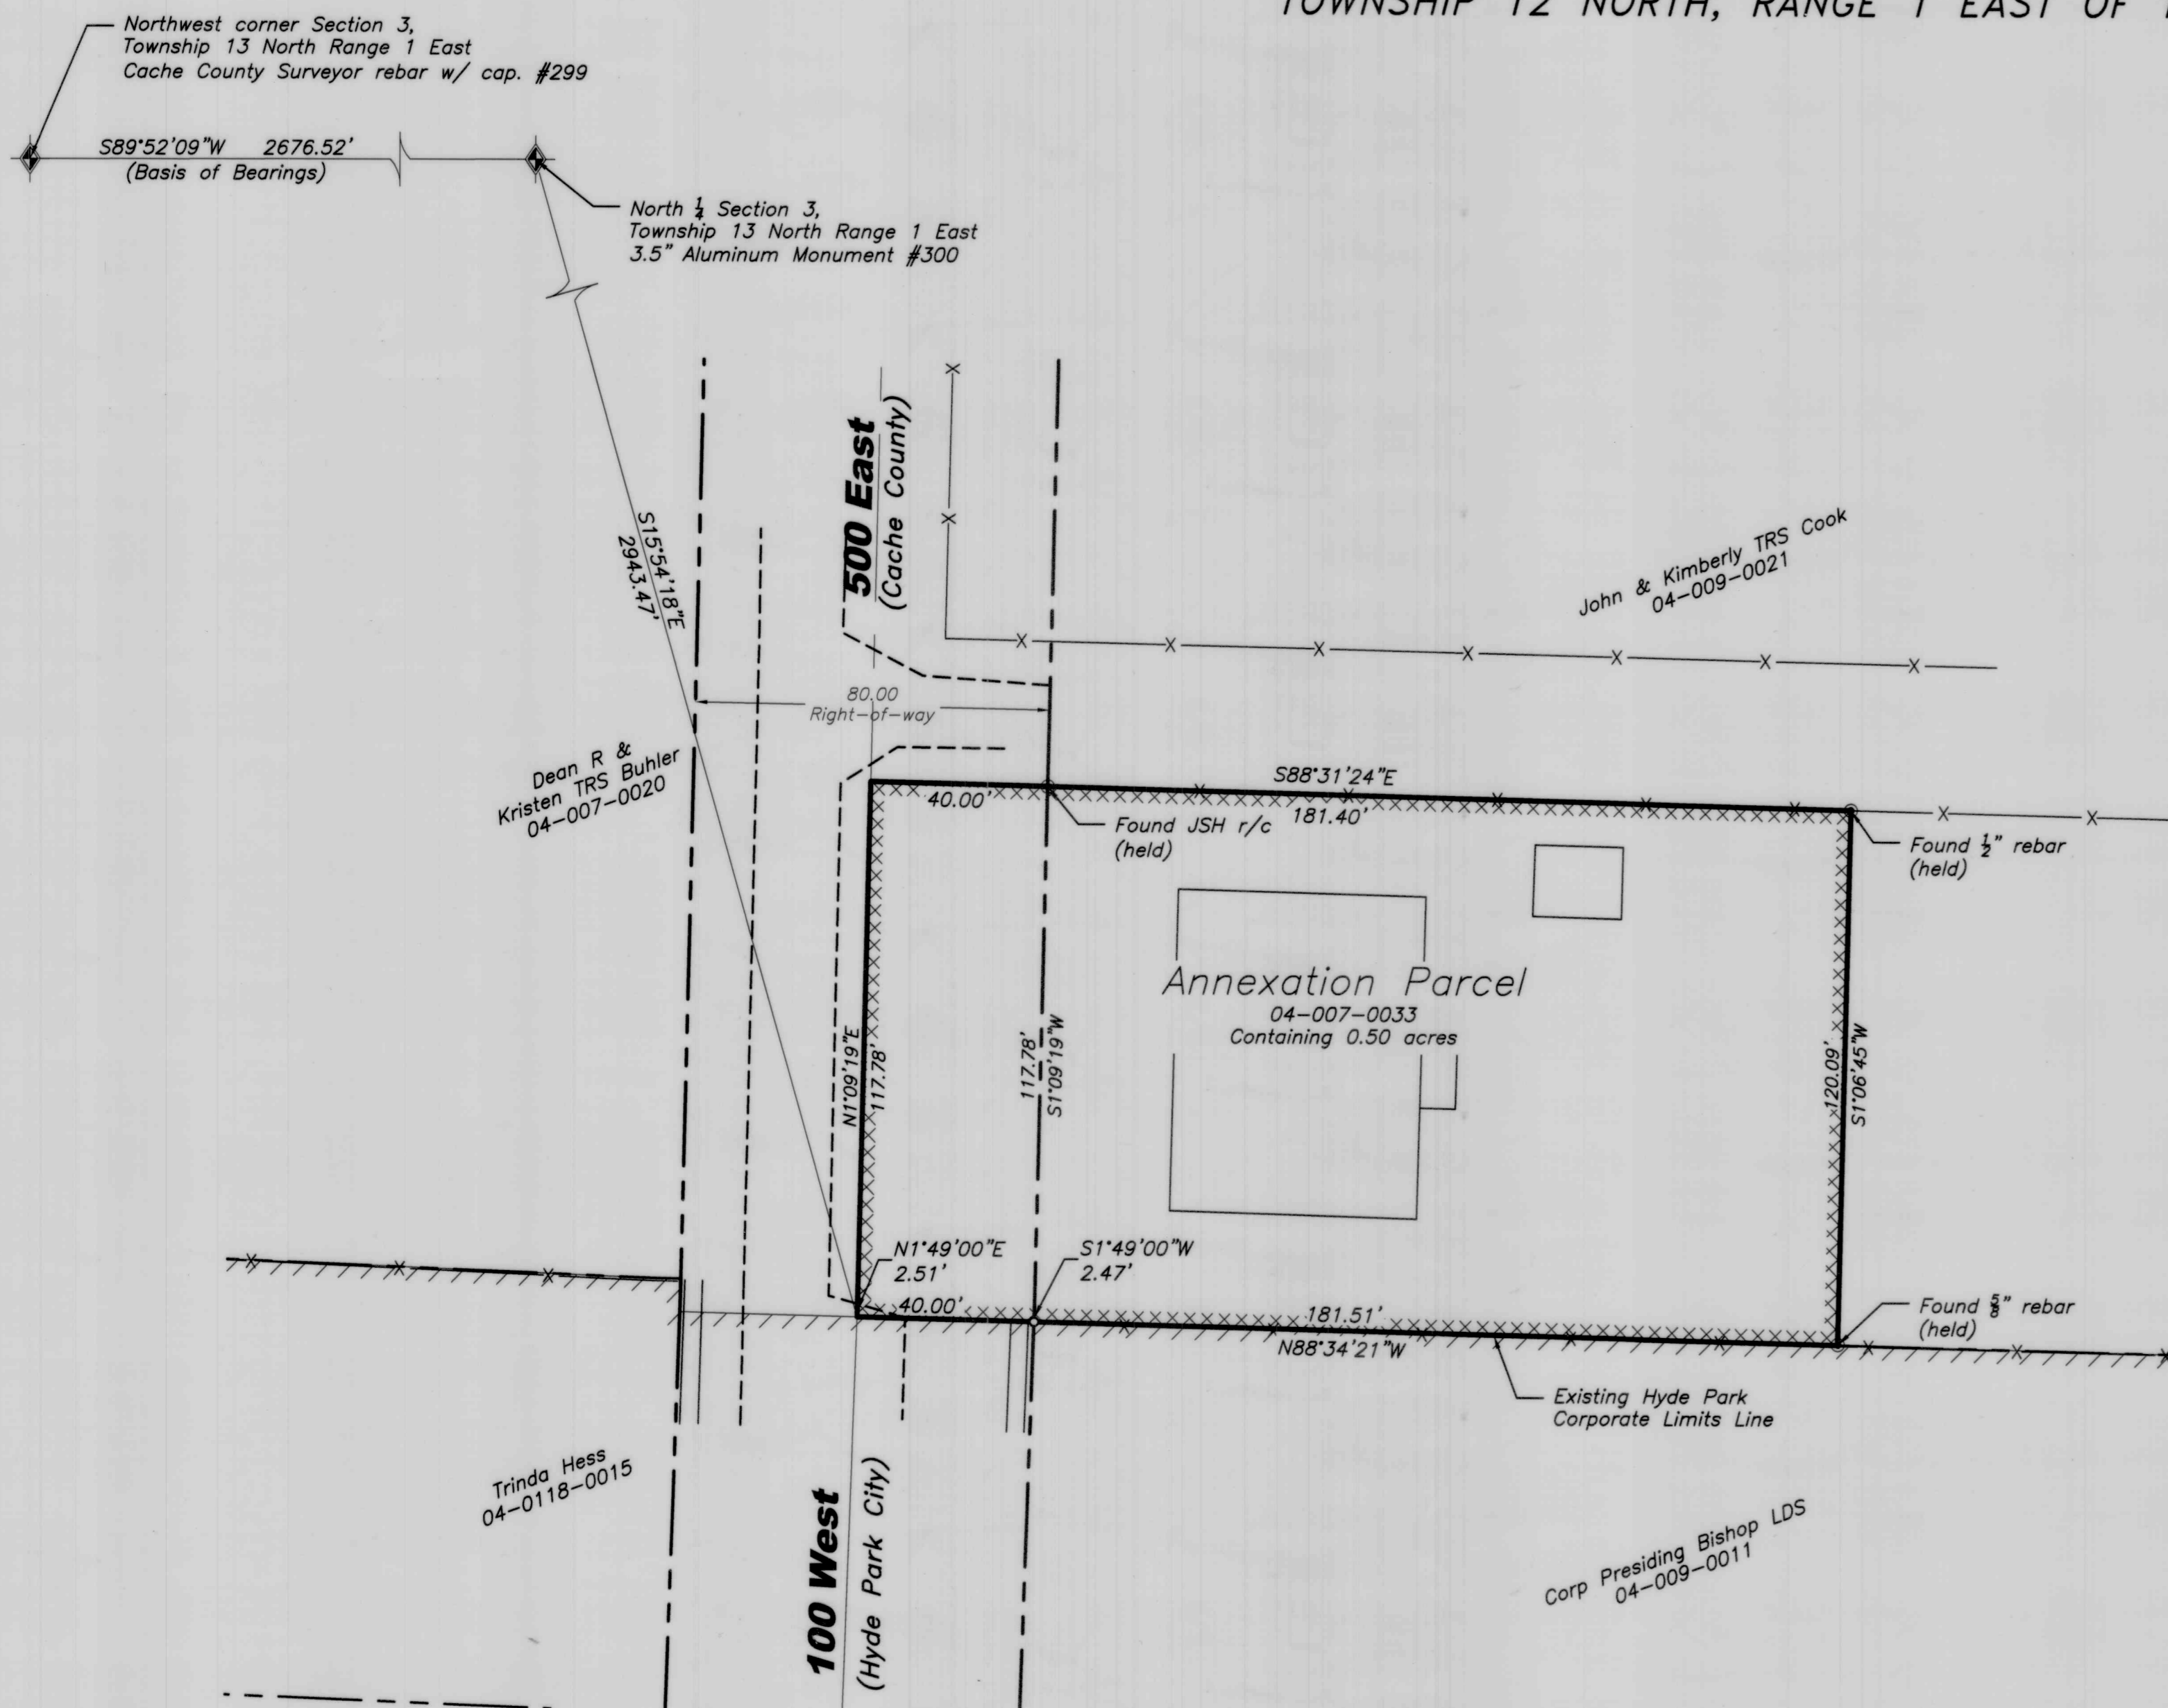 TOWNSHIP 12 NORTH, RANGE 1 EAST OF
Northwest corner Section 3,
Township 13 North Range 1 East
Cache County Surveyor rebar w/ cap. #299
S89°52'09"W 2676.52'
(Basis of Bearings)
North 1/4 Section 3,
Township 13 North Range 1 East
3.5" Aluminum Monument #300
S15°54'18"E
2943.47'
500 East
(Cache County)
John & Kimberly TRS Cook
04-009-0021
80.00
Right-of-way
Dean R &
Kristen TRS Buhler
04-007-0020
S88°31'24"E
40.00'
181.40'
Found JSH r/c
(held)
Found 1/2" rebar
(held)
Annexation Parcel
04-007-0033
Containing 0.50 acres
N1°09'19"E
117.78'
117.78'
S1°09'19"W
120.09'
S1°06'45"W
N1°49'00"E
2.51'
S1°49'00"W
2.47'
40.00'
181.51'
N88°34'21"W
Found 5/8" rebar
(held)
Existing Hyde Park
Corporate Limits Line
Trinda Hess
04-0118-0015
100 West
(Hyde Park City)
Corp Presiding Bishop LDS
04-009-0011